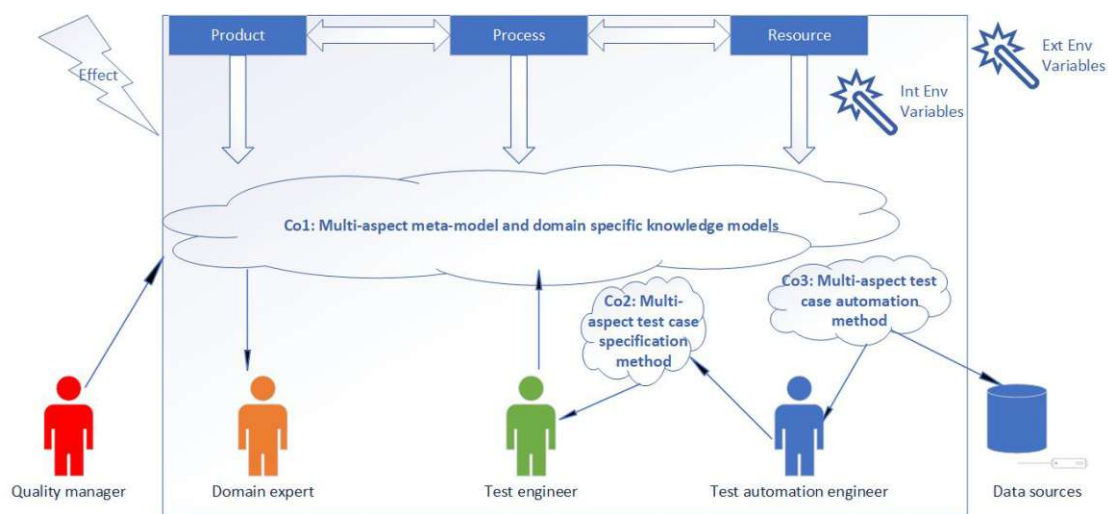 Product
Process
Resource
Effect
Ext Env
Variables
Int Env
Variables
Co1: Multi-aspect meta-model and domain specific knowledge models
Co2: Multi-
aspect test case
specification
method
Co3: Multi-aspect test
case automation
method
Quality manager
Domain expert
Test engineer
Test automation engineer
Data sources